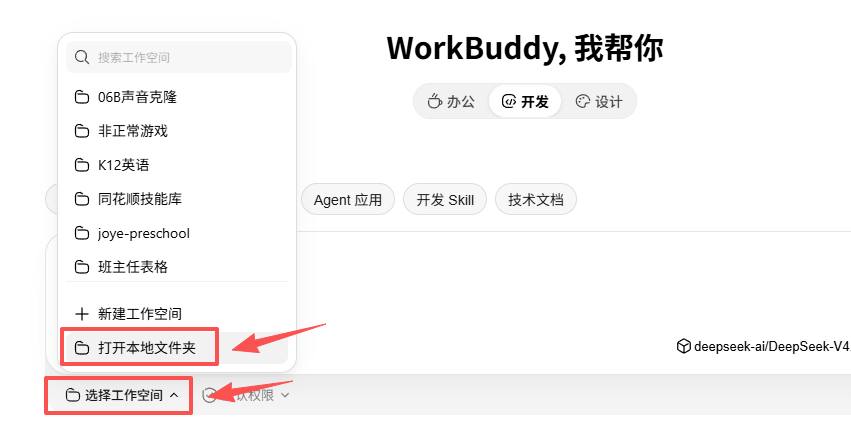 WorkBuddy, 我帮你
办公
开发
设计
搜索工作空间
06B声音克隆
非正常游戏
K12英语
同花顺技能库
joye-preschool
班主任表格
新建工作空间
打开本地文件夹
Agent 应用
开发 Skill
技术文档
deepseek-ai/DeepSeek-V4
选择工作空间
权限